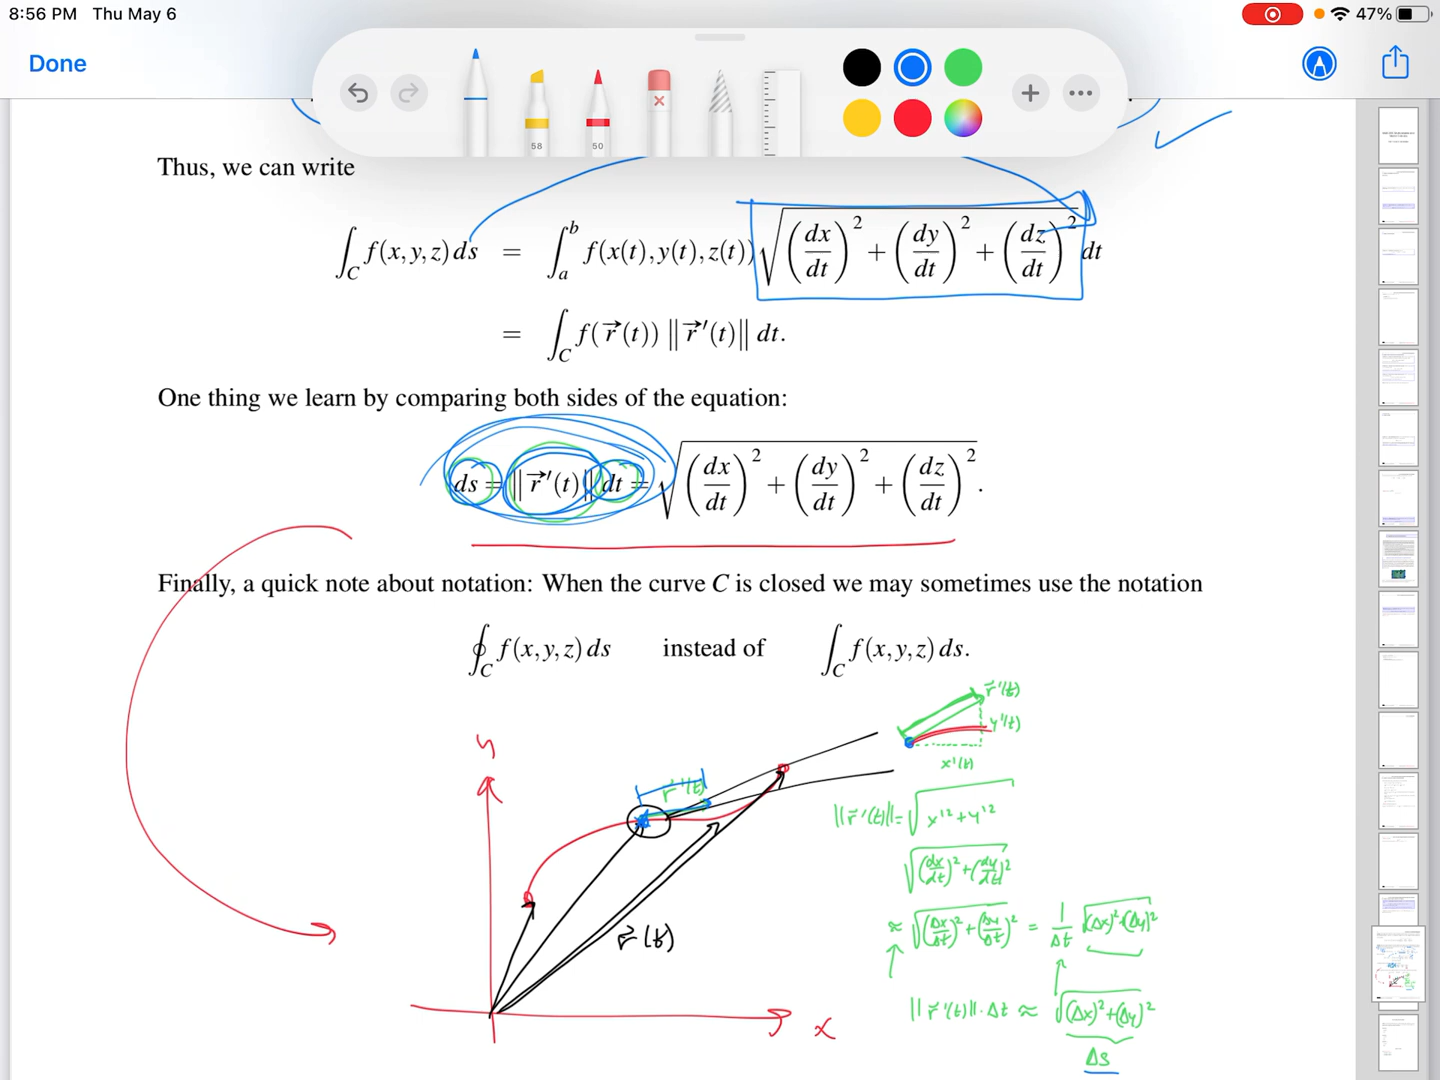 8:56 PM Thu May 6
47%
Done
58
50
Thus, we can write
∫_C f(x,y,z) ds = ∫_a^b f(x(t),y(t),z(t)) √((dx/dt)^2 + (dy/dt)^2 + (dz/dt)^2) dt
= ∫_C f(r⃗(t)) ||r⃗′(t)|| dt.
One thing we learn by comparing both sides of the equation:
ds = ||r⃗′(t)|| dt = √((dx/dt)^2 + (dy/dt)^2 + (dz/dt)^2).
Finally, a quick note about notation: When the curve C is closed we may sometimes use the notation
∮_C f(x,y,z) ds instead of ∫_C f(x,y,z) ds.
r⃗′(t)
y′(t)
x′(t)
y
r⃗′(t)
||r⃗′(t)|| = √(x′^2 + y′^2)
√((dx/dt)^2 + (dy/dt)^2)
≈ √((Δx/Δt)^2 + (Δy/Δt)^2) = 1/Δt √((Δx)^2 + (Δy)^2)
r⃗(t)
||r⃗′(t)|| · Δt ≈ √((Δx)^2 + (Δy)^2)
x
Δs